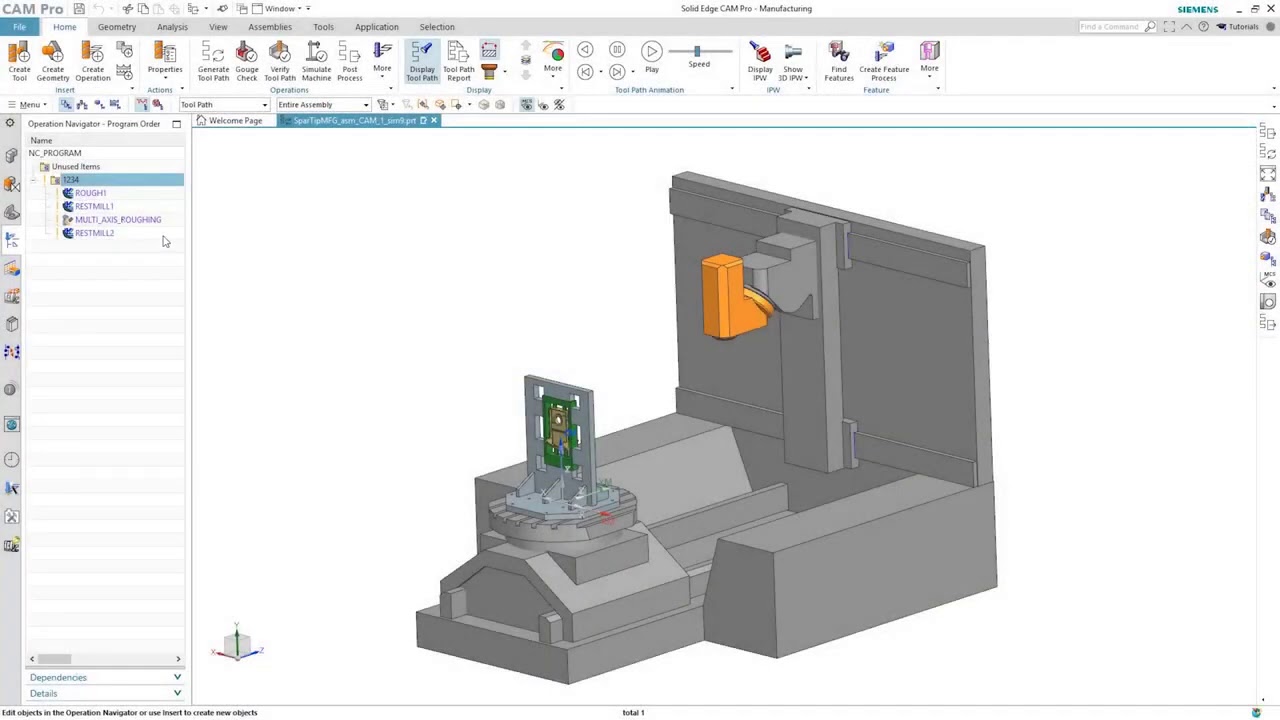 CAM Pro
Window
Solid Edge CAM Pro - Manufacturing
SIEMENS
File
Home
Geometry
Analysis
View
Assemblies
Tools
Application
Selection
Find a Command
Tutorials
Create Tool
Create Geometry
Create Operation
Properties
Generate Tool Path
Gouge Check
Verify Tool Path
Simulate Machine
Post Process
More
Display Tool Path
Tool Path Report
More
Play
Speed
Display IPW
Show 3D IPW
Find Features
Create Feature Process
More
Insert
Actions
Operations
Display
Tool Path Animation
IPW
Feature
Menu
Tool Path
Entire Assembly
Operation Navigator - Program Order
Welcome Page
SparTipMFG_asm_CAM_1_sim9.prt
Name
NC_PROGRAM
Unused Items
1234
ROUGH1
RESTMILL1
MULTI_AXIS_ROUGHING
RESTMILL2
MCS
Y
X
Z
Dependencies
Details
Edit objects in the Operation Navigator or use Insert to create new objects
total 1